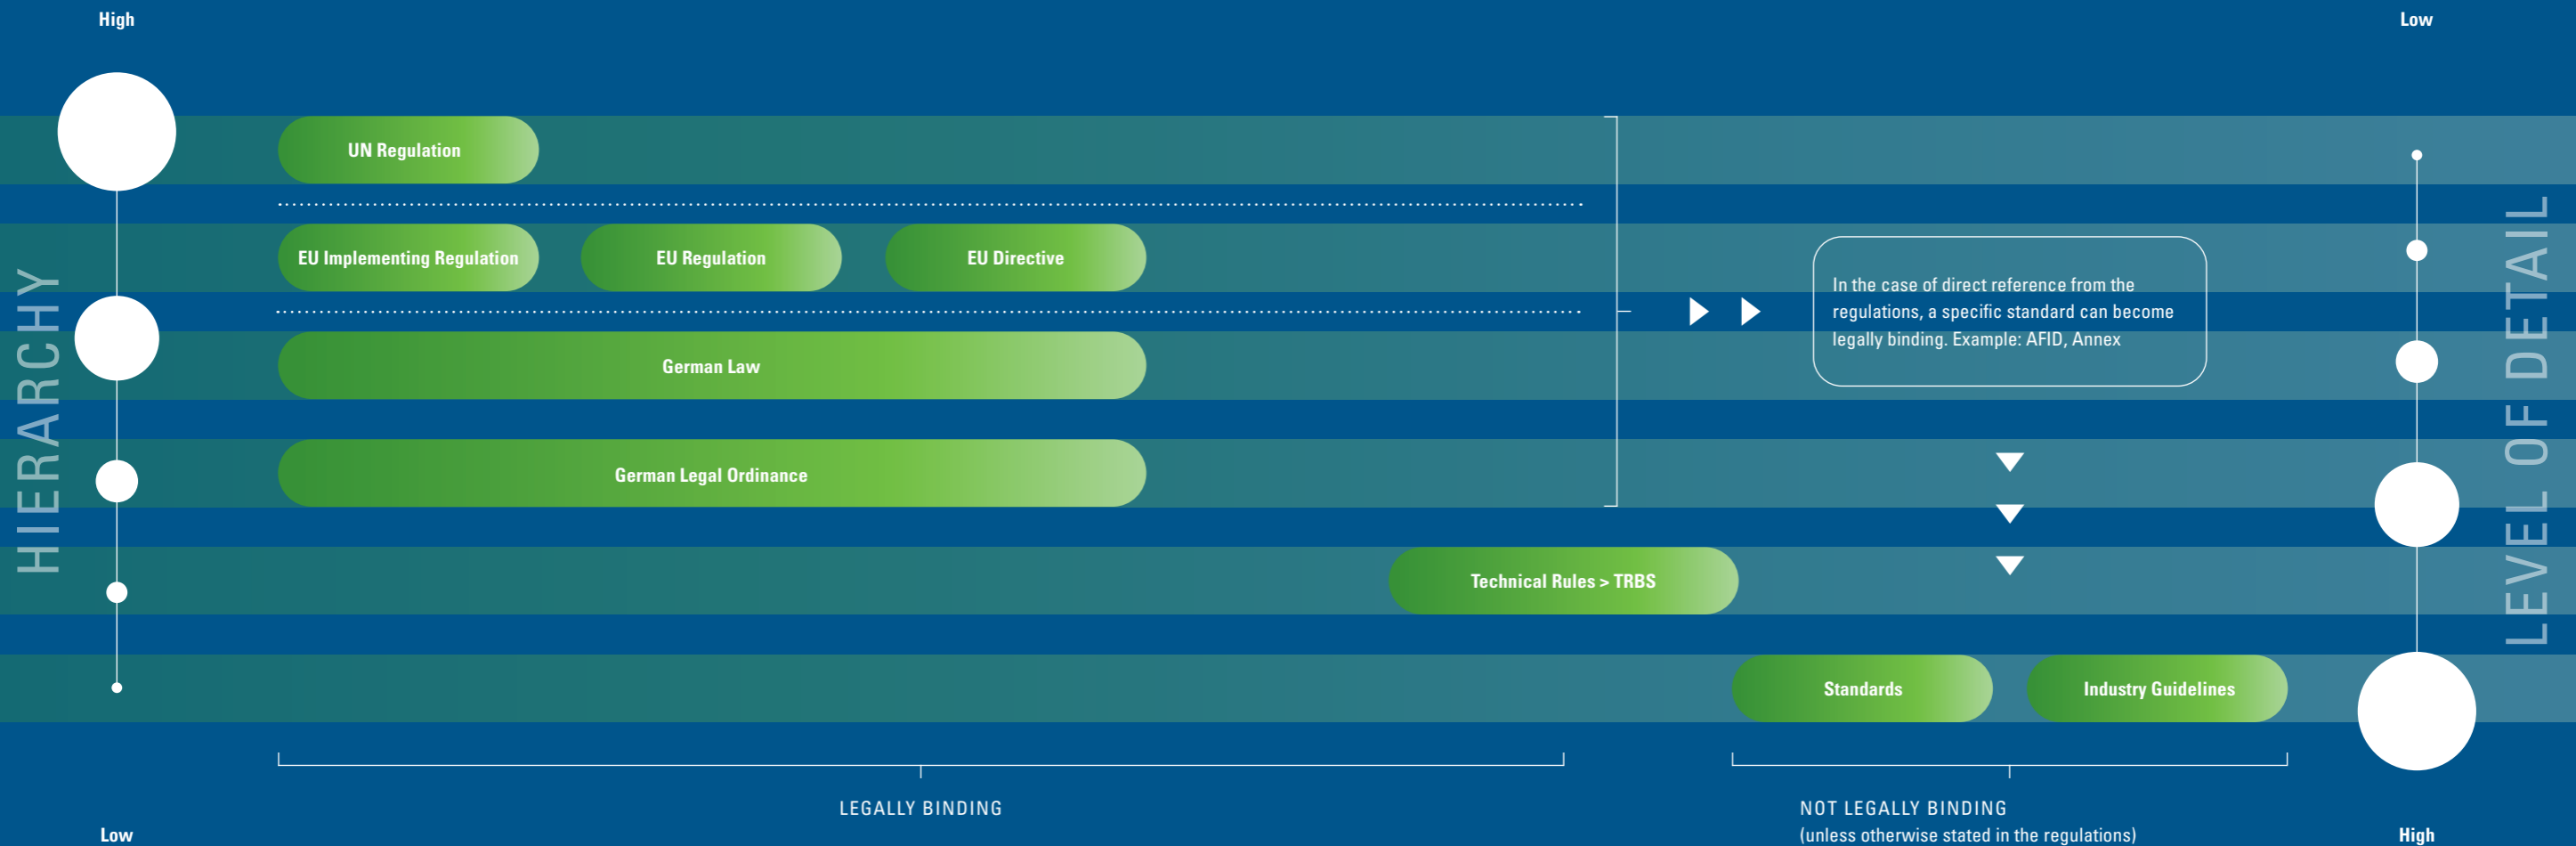 High
Low
HIERARCHY
LEVEL OF DETAIL
UN Regulation
EU Implementing Regulation
EU Regulation
EU Directive
In the case of direct reference from the
regulations, a specific standard can become
legally binding. Example: AFID, Annex
German Law
German Legal Ordinance
Technical Rules > TRBS
Standards
Industry Guidelines
LEGALLY BINDING
NOT LEGALLY BINDING
(unless otherwise stated in the regulations)
Low
High